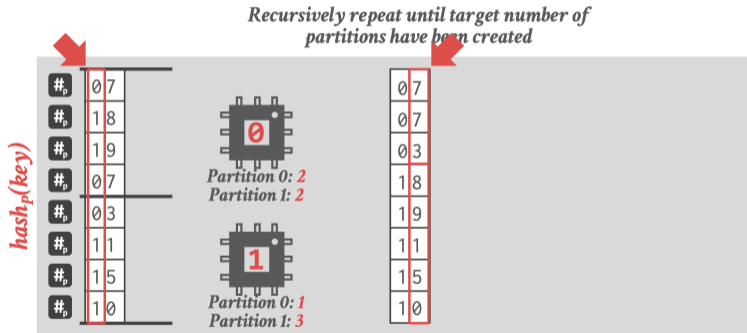 Recursively repeat until target number of
partitions have been created
hashp(key)
#p 07
#p 18
#p 19
#p 07
#p 03
#p 11
#p 15
#p 10
0
Partition 0: 2
Partition 1: 2
1
Partition 0: 1
Partition 1: 3
07
07
03
18
19
11
15
10